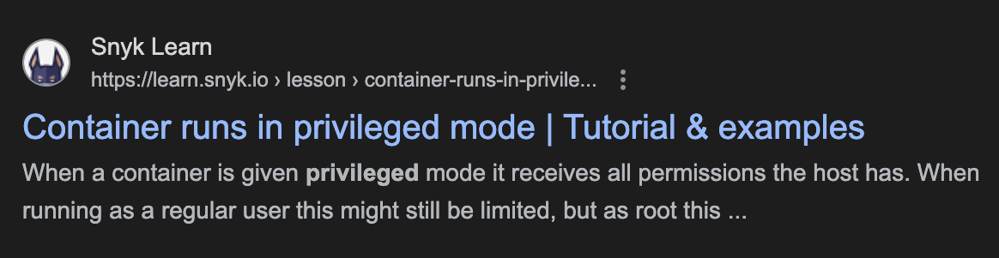 Snyk Learn
https://learn.snyk.io › lesson › container-runs-in-privile...
Container runs in privileged mode | Tutorial & examples
When a container is given privileged mode it receives all permissions the host has. When
running as a regular user this might still be limited, but as root this ...